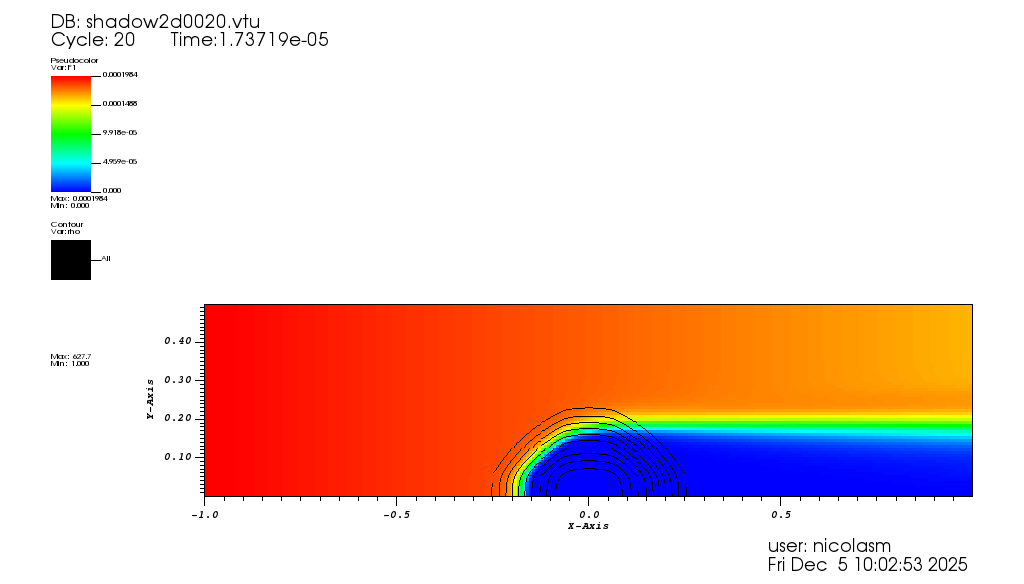 DB: shadow2d0020.vtu
Cycle: 20 Time:1.73719e-05
Pseudocolor
Var: F1
0.0001984
0.0001488
9.918e-05
4.959e-05
0.000
Max: 0.0001984
Min: 0.000
Contour
Var: rho
All
Max: 627.7
Min: 1.000
0.40
0.30
0.20
0.10
Y-Axis
-1.0 -0.5 0.0 0.5
X-Axis
user: nicolasm
Fri Dec 5 10:02:53 2025